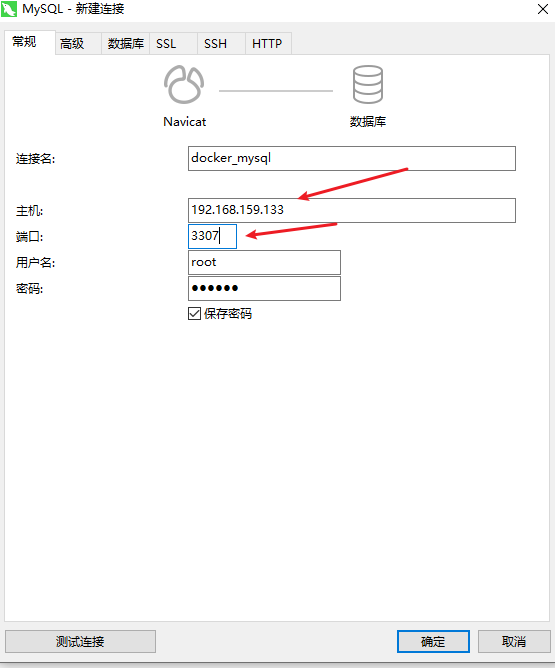 MySQL - 新建连接
常规 高级 数据库 SSL SSH HTTP
Navicat 数据库
连接名: docker_mysql
主机: 192.168.159.133
端口: 3307
用户名: root
密码: ●●●●●●
保存密码
测试连接 确定 取消